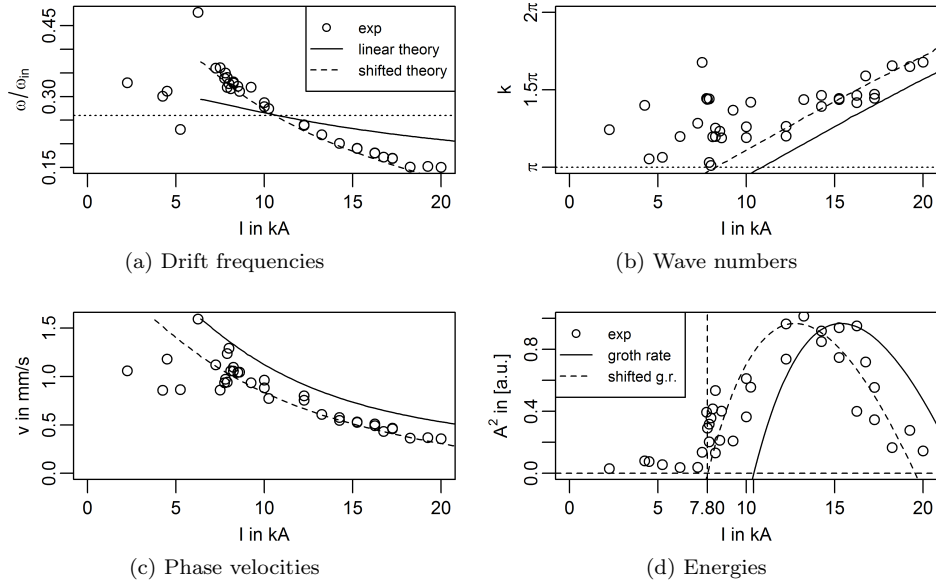 0.15 0.30 0.45
ω/ω_in
exp
linear theory
shifted theory
0 5 10 15 20
I in kA
(a) Drift frequencies
π 1.5π 2π
k
0 5 10 15 20
I in kA
(b) Wave numbers
0.0 0.5 1.0 1.5
v in mm/s
0 5 10 15 20
I in kA
(c) Phase velocities
0.0 0.4 0.8
A² in [a.u.]
exp
groth rate
shifted g.r.
0 5 7.80 10 15 20
I in kA
(d) Energies